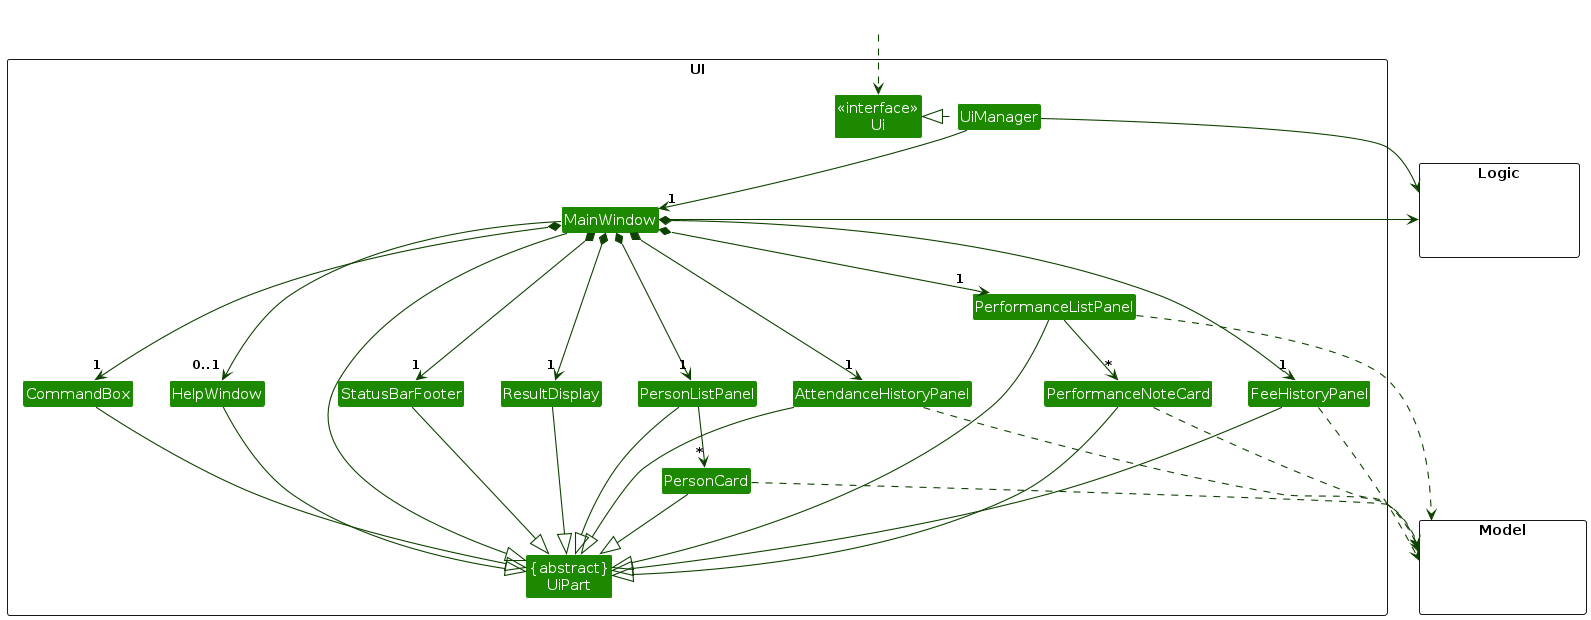 UI
«interface»
Ui
UiManager
Logic
1
MainWindow
1
PerformanceListPanel
1
0..1
1
1
1
1
*
1
CommandBox
HelpWindow
StatusBarFooter
ResultDisplay
PersonListPanel
AttendanceHistoryPanel
PerformanceNoteCard
FeeHistoryPanel
*
PersonCard
Model
{abstract}
UiPart